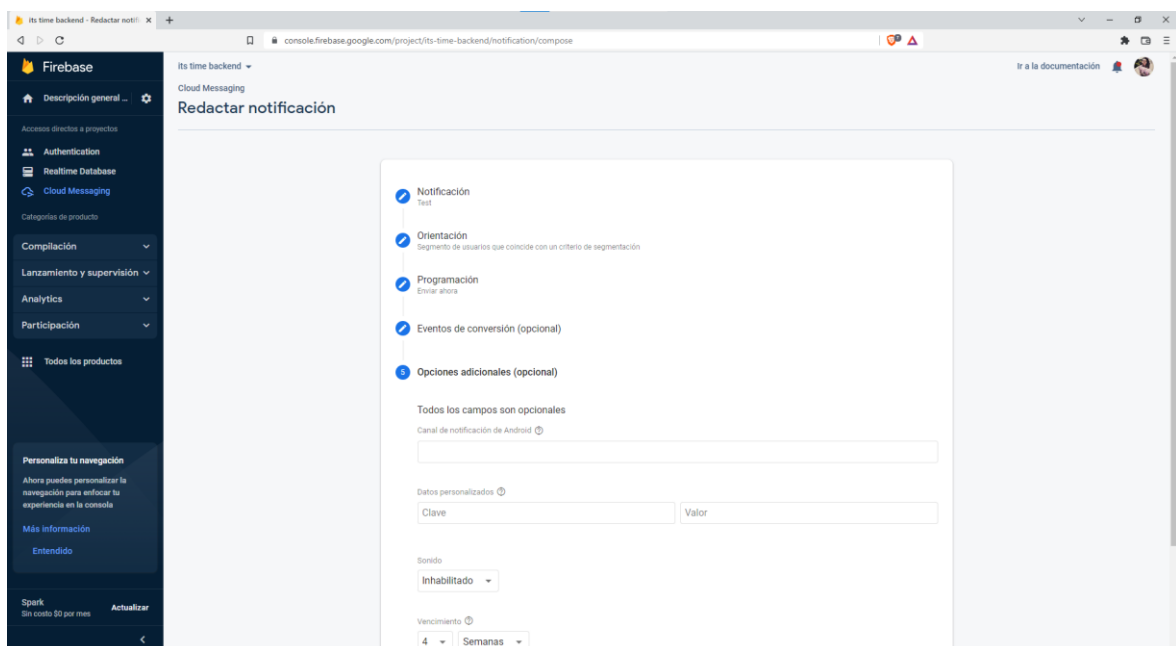 its time backend - Redactar notifi
console.firebase.google.com/project/its-time-backend/notification/compose
Firebase
its time backend
Ir a la documentación
Descripción general ...
Cloud Messaging
Redactar notificación
Accesos directos a proyectos
Authentication
Realtime Database
Cloud Messaging
Categorías de producto
Compilación
Lanzamiento y supervisión
Analytics
Participación
Todos los productos
Personaliza tu navegación
Ahora puedes personalizar la
navegación para enfocar tu
experiencia en la consola
Más información
Entendido
Spark
Sin costo $0 por mes
Actualizar
Notificación
Test
Orientación
Segmento de usuarios que coincide con un criterio de segmentación
Programación
Enviar ahora
Eventos de conversión (opcional)
5 Opciones adicionales (opcional)
Todos los campos son opcionales
Canal de notificación de Android
Datos personalizados
Clave
Valor
Sonido
Inhabilitado
Vencimiento
4 Semanas